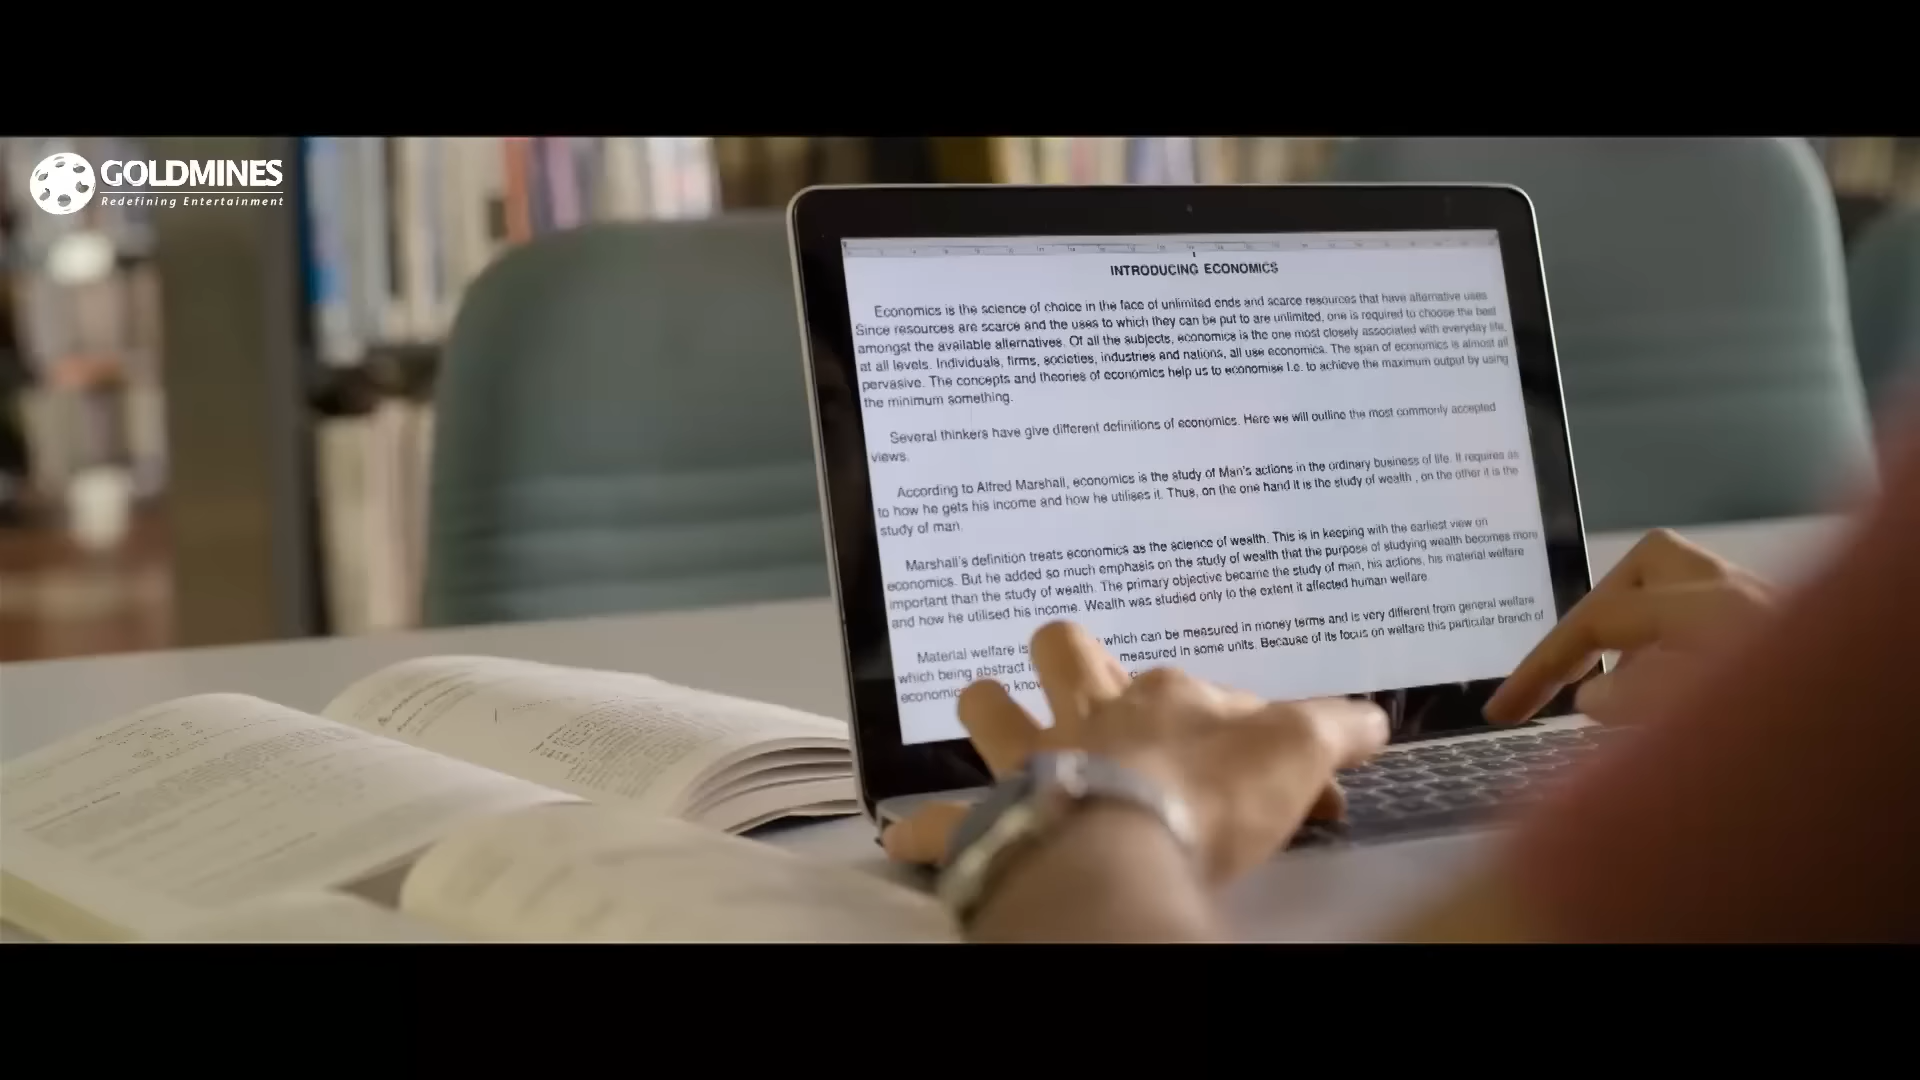 GOLDMINES
Redefining Entertainment
INTRODUCING ECONOMICS
Economics is the science of choice in the face of unlimited ends and scarce resources that have alternative uses
Since resources are scarce and the uses to which they can be put to are unlimited, one is required to choose the best
amongst the available alternatives. Of all the subjects, economics is the one most closely associated with everyday life,
at all levels. Individuals, firms, societies, industries and nations, all use economics. The span of economics is almost all
pervasive. The concepts and theories of economics help us to economise i.e. to achieve the maximum output by using
the minimum something.
Several thinkers have give different definitions of economics. Here we will outline the most commonly accepted
views.
According to Alfred Marshall, economics is the study of Man's actions in the ordinary business of life. It requires as
to how he gets his income and how he utilises it. Thus, on the one hand it is the study of wealth , on the other it is the
study of man.
Marshall's definition treats economics as the science of wealth. This is in keeping with the earliest view on
economics. But he added so much emphasis on the study of wealth that the purpose of studying wealth becomes more
important than the study of wealth. The primary objective became the study of man, his actions, his material welfare
and how he utilised his income. Wealth was studied only to the extent it affected human welfare.
Material welfare is which can be measured in money terms and is very different from general welfare
which being abstract measured in some units. Because of its focus on welfare this particular branch of
economic